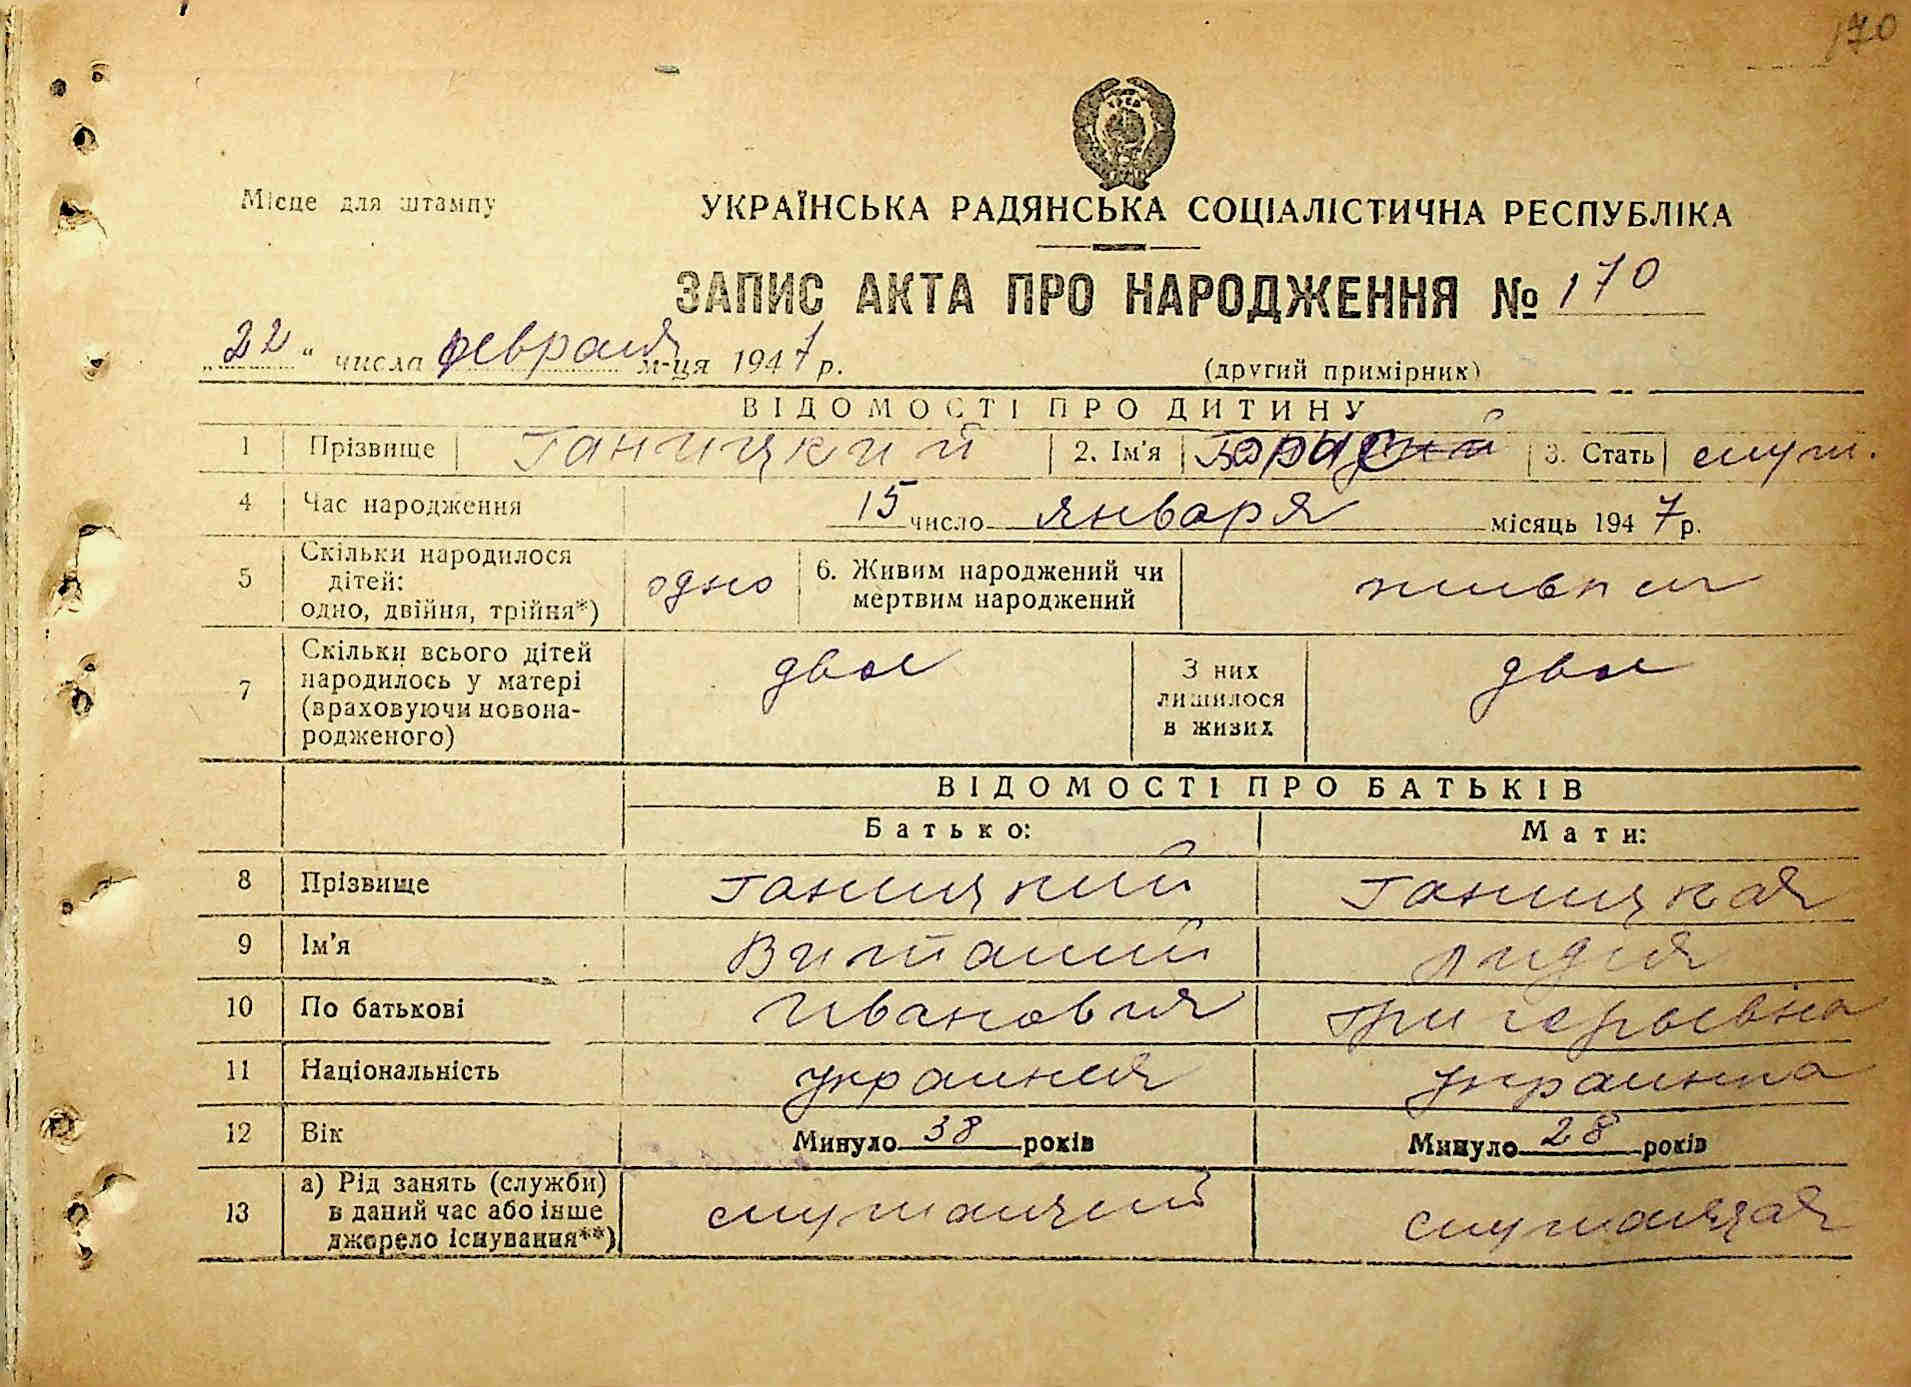 170
Місце для штампу
УКРАЇНСЬКА РАДЯНСЬКА СОЦІАЛІСТИЧНА РЕСПУБЛІКА
ЗАПИС АКТА ПРО НАРОДЖЕННЯ № 170
„22“ числа февраля м-ця 1947 р.
(другий примірник)
ВІДОМОСТІ ПРО ДИТИНУ
1 Прізвище Ганицкий 2. Ім'я 3. Стать муж.
4 Час народження 15 число января місяць 1947 р.
5 Скільки народилося дітей: одно, двійня, трійня*) одно 6. Живим народжений чи мертвим народжений живым
7 Скільки всього дітей народилось у матері (враховуючи новонародженого) двое З них лишилося в живих двое
ВІДОМОСТІ ПРО БАТЬКІВ
Батько: Мати:
8 Прізвище Ганицкий Ганицкая
9 Ім'я Виталий Лидия
10 По батькові Иванович Григорьевна
11 Національність украинец украинка
12 Вік Минуло 38 років Минуло 28 років
13 а) Рід занять (служби) в даний час або інше джерело існування**) служащий служащая